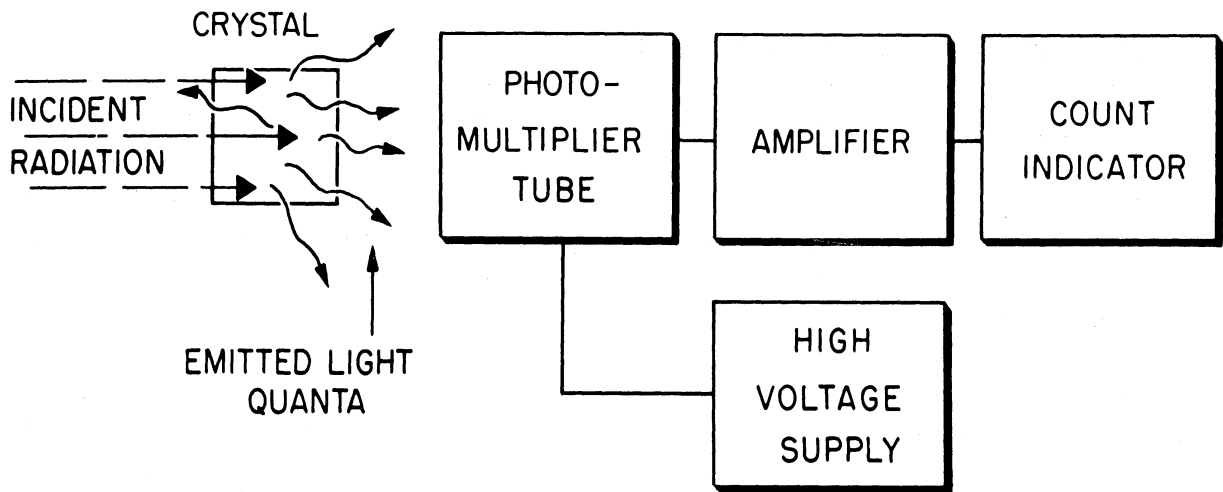 CRYSTAL
INCIDENT
RADIATION
EMITTED LIGHT
QUANTA
PHOTO-
MULTIPLIER
TUBE
AMPLIFIER
COUNT
INDICATOR
HIGH
VOLTAGE
SUPPLY